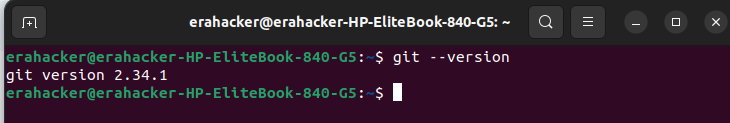 erahacker@erahacker-HP-EliteBook-840-G5: ~
erahacker@erahacker-HP-EliteBook-840-G5:~$ git --version
git version 2.34.1
erahacker@erahacker-HP-EliteBook-840-G5:~$